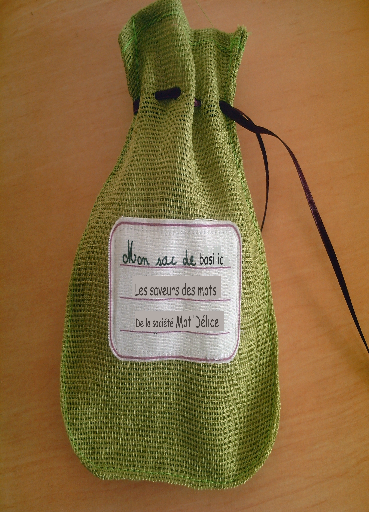 Mon sac de basilic
Les saveurs des mots
De la société Mot Délice